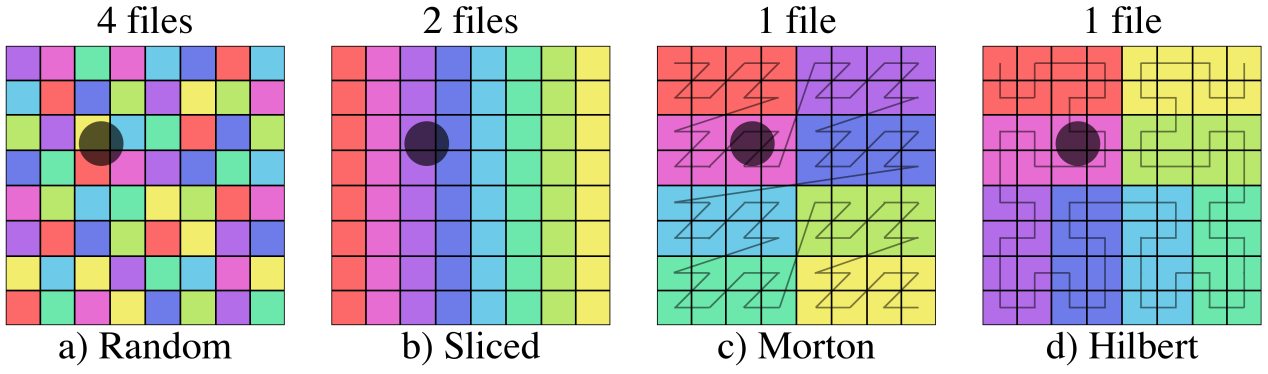 4 files
2 files
1 file
1 file
a) Random
b) Sliced
c) Morton
d) Hilbert